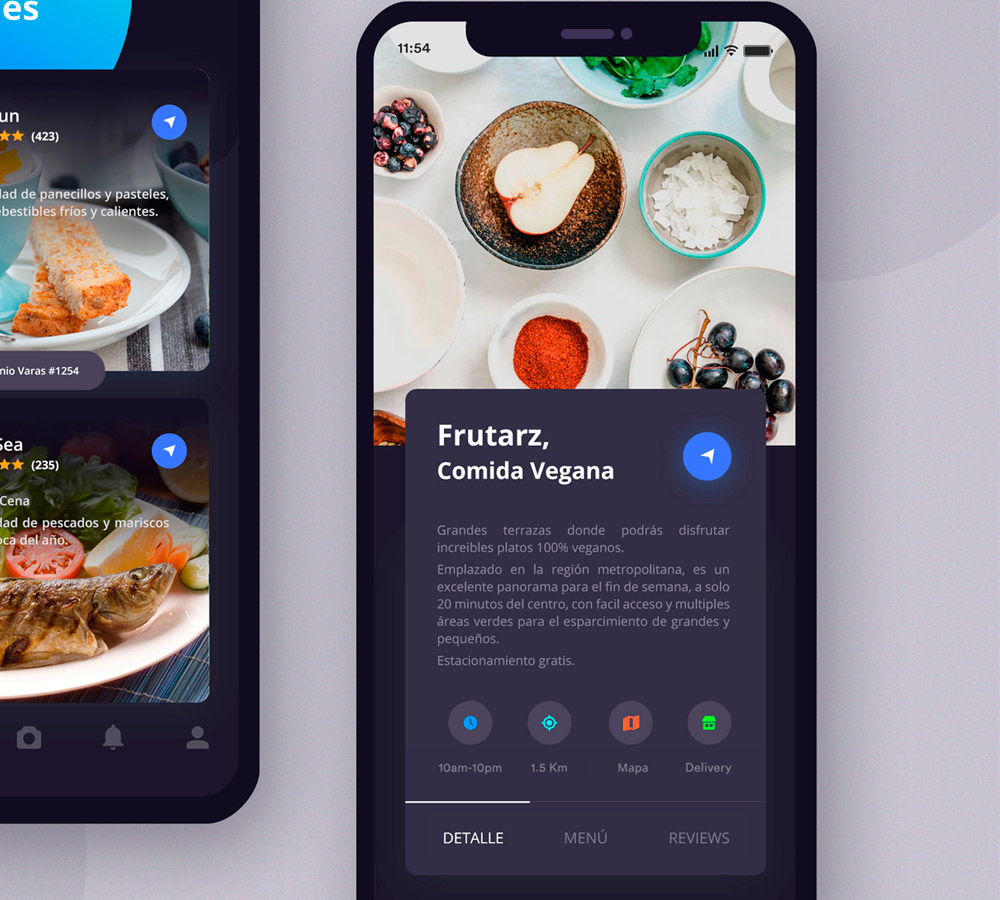 es
un
(423)
dad de panecillos y pasteles,
ebestibles fríos y calientes.
nio Varas #1254
Sea
(235)
Cena
dad de pescados y mariscos
oca del año.
11:54
Frutarz,
Comida Vegana
Grandes terrazas donde podrás disfrutar
increibles platos 100% veganos.
Emplazado en la región metropolitana, es un
excelente panorama para el fin de semana, a solo
20 minutos del centro, con facil acceso y multiples
áreas verdes para el esparcimiento de grandes y
pequeños.
Estacionamiento gratis.
10am-10pm
1.5 Km
Mapa
Delivery
DETALLE
MENÚ
REVIEWS